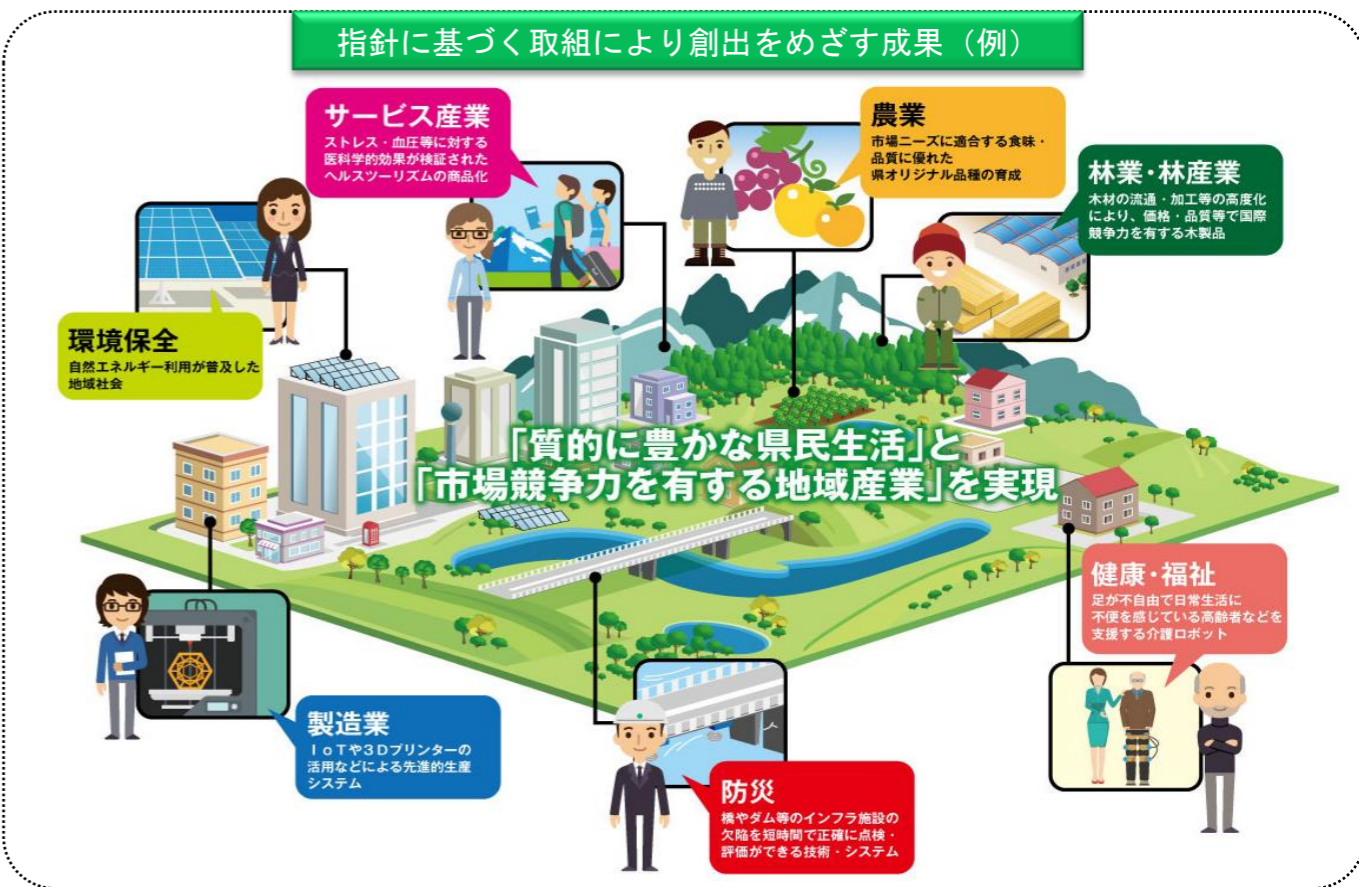 指針に基づく取組により創出をめざす成果（例）
サービス産業
ストレス・血圧等に対する
医科学的効果が検証された
ヘルスツーリズムの商品化
農業
市場ニーズに適合する食味・
品質に優れた
県オリジナル品種の育成
林業・林産業
木材の流通・加工等の高度化
により、価格・品質等で国際
競争力を有する木製品
環境保全
自然エネルギー利用が普及した
地域社会
「質的に豊かな県民生活」と
「市場競争力を有する地域産業」を実現
健康・福祉
足が不自由で日常生活に
不便を感じている高齢者などを
支援する介護ロボット
製造業
ＩｏＴや３Ｄプリンターの
活用などによる先進的生産
システム
防災
橋やダム等のインフラ施設の
欠陥を短時間で正確に点検・
評価ができる技術・システム